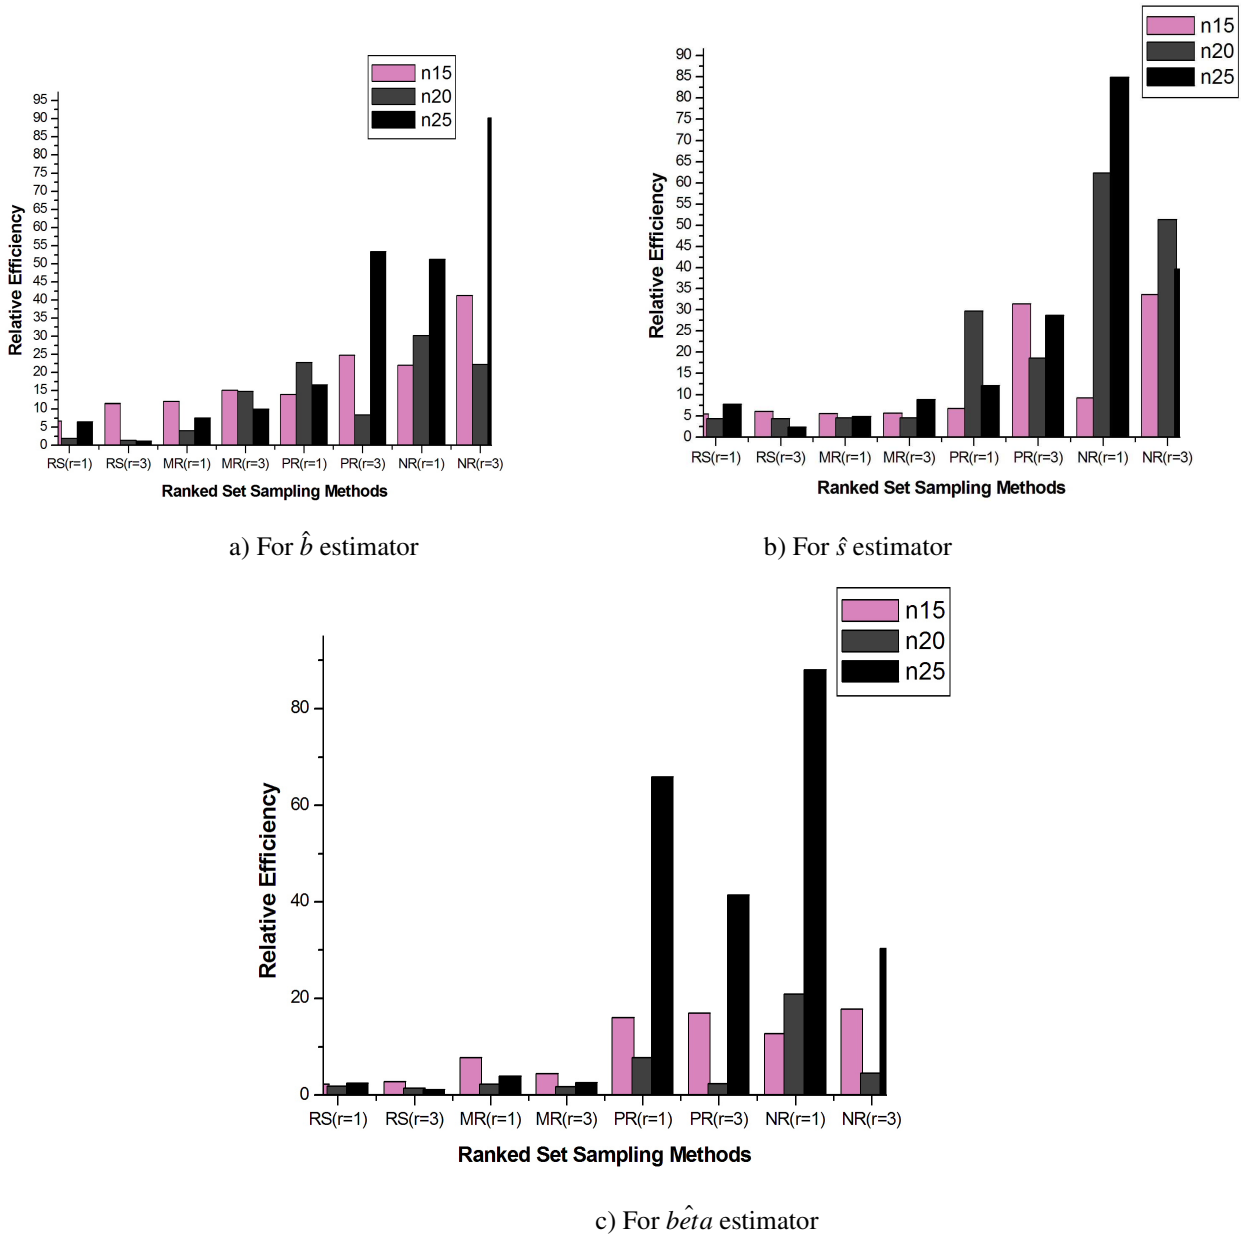 n15
n20
n25
95
90
85
80
75
70
65
60
55
50
45
40
35
30
25
20
15
10
5
0
Relative Efficiency
RS(r=1) RS(r=3) MR(r=1) MR(r=3) PR(r=1) PR(r=3) NR(r=1) NR(r=3)
Ranked Set Sampling Methods
a) For b̂ estimator
n15
n20
n25
90
85
80
75
70
65
60
55
50
45
40
35
30
25
20
15
10
5
0
Relative Efficiency
RS(r=1) RS(r=3) MR(r=1) MR(r=3) PR(r=1) PR(r=3) NR(r=1) NR(r=3)
Ranked Set Sampling Methods
b) For ŝ estimator
n15
n20
n25
80
60
40
20
0
Relative Efficiency
RS(r=1) RS(r=3) MR(r=1) MR(r=3) PR(r=1) PR(r=3) NR(r=1) NR(r=3)
Ranked Set Sampling Methods
c) For bêta estimator